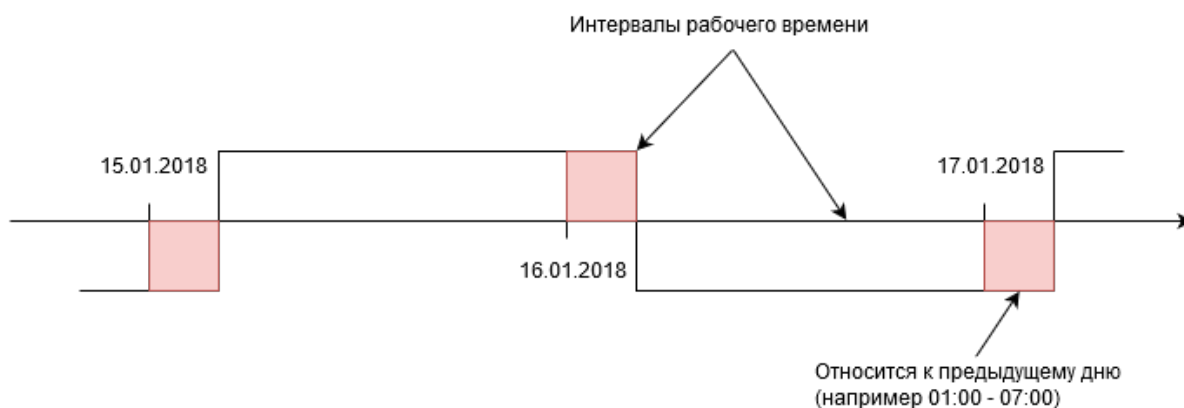 Интервалы рабочего времени
15.01.2018
17.01.2018
16.01.2018
Относится к предыдущему дню
(например 01:00 - 07:00)